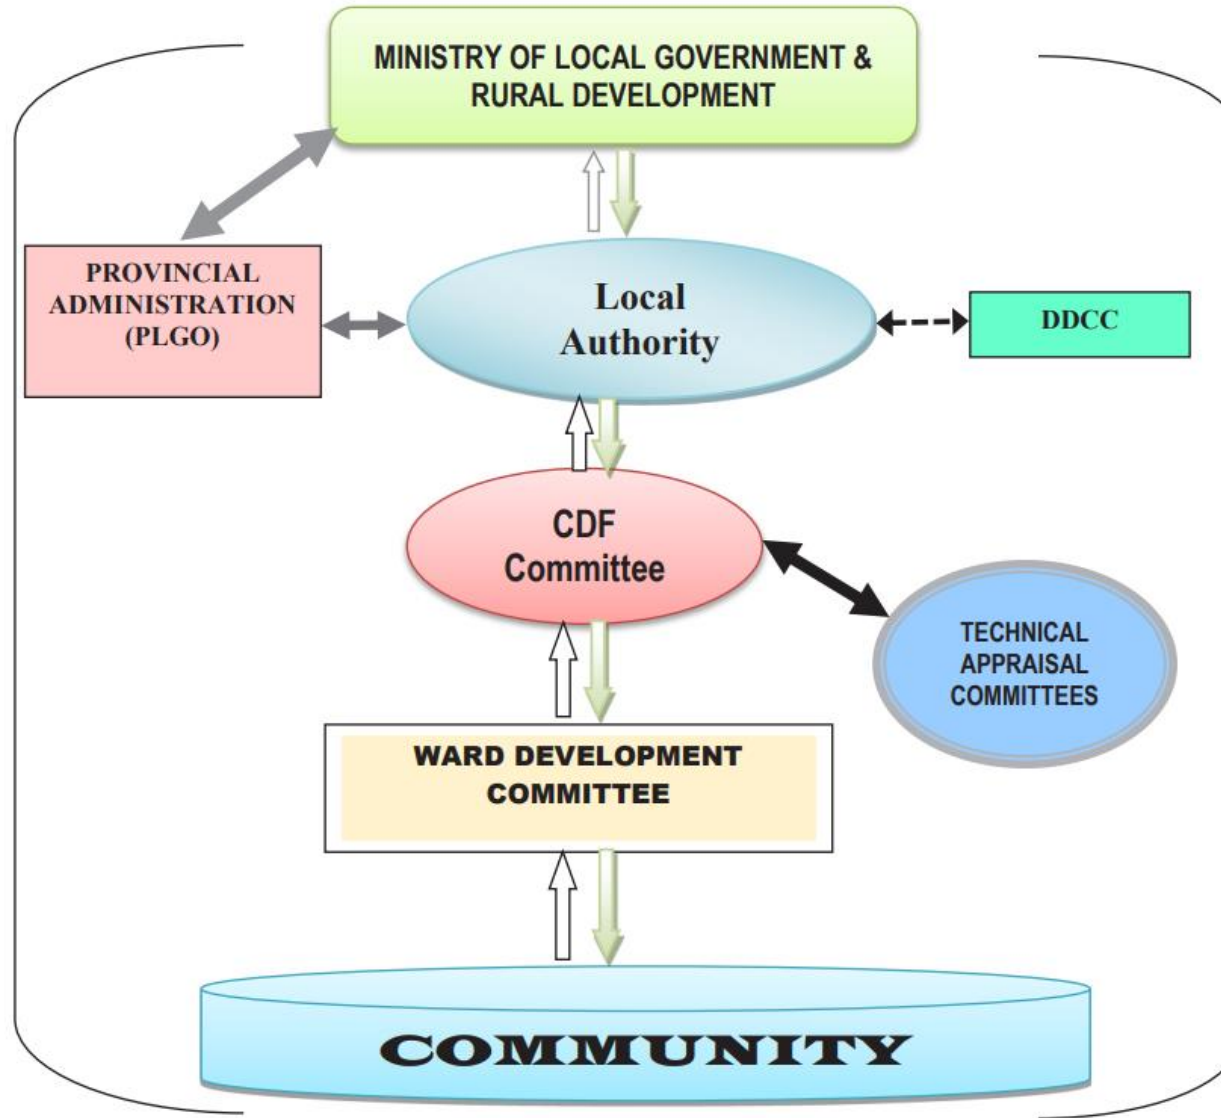 MINISTRY OF LOCAL GOVERNMENT &
RURAL DEVELOPMENT
PROVINCIAL
ADMINISTRATION
(PLGO)
Local
Authority
DDCC
CDF
Committee
TECHNICAL
APPRAISAL
COMMITTEES
WARD DEVELOPMENT
COMMITTEE
COMMUNITY